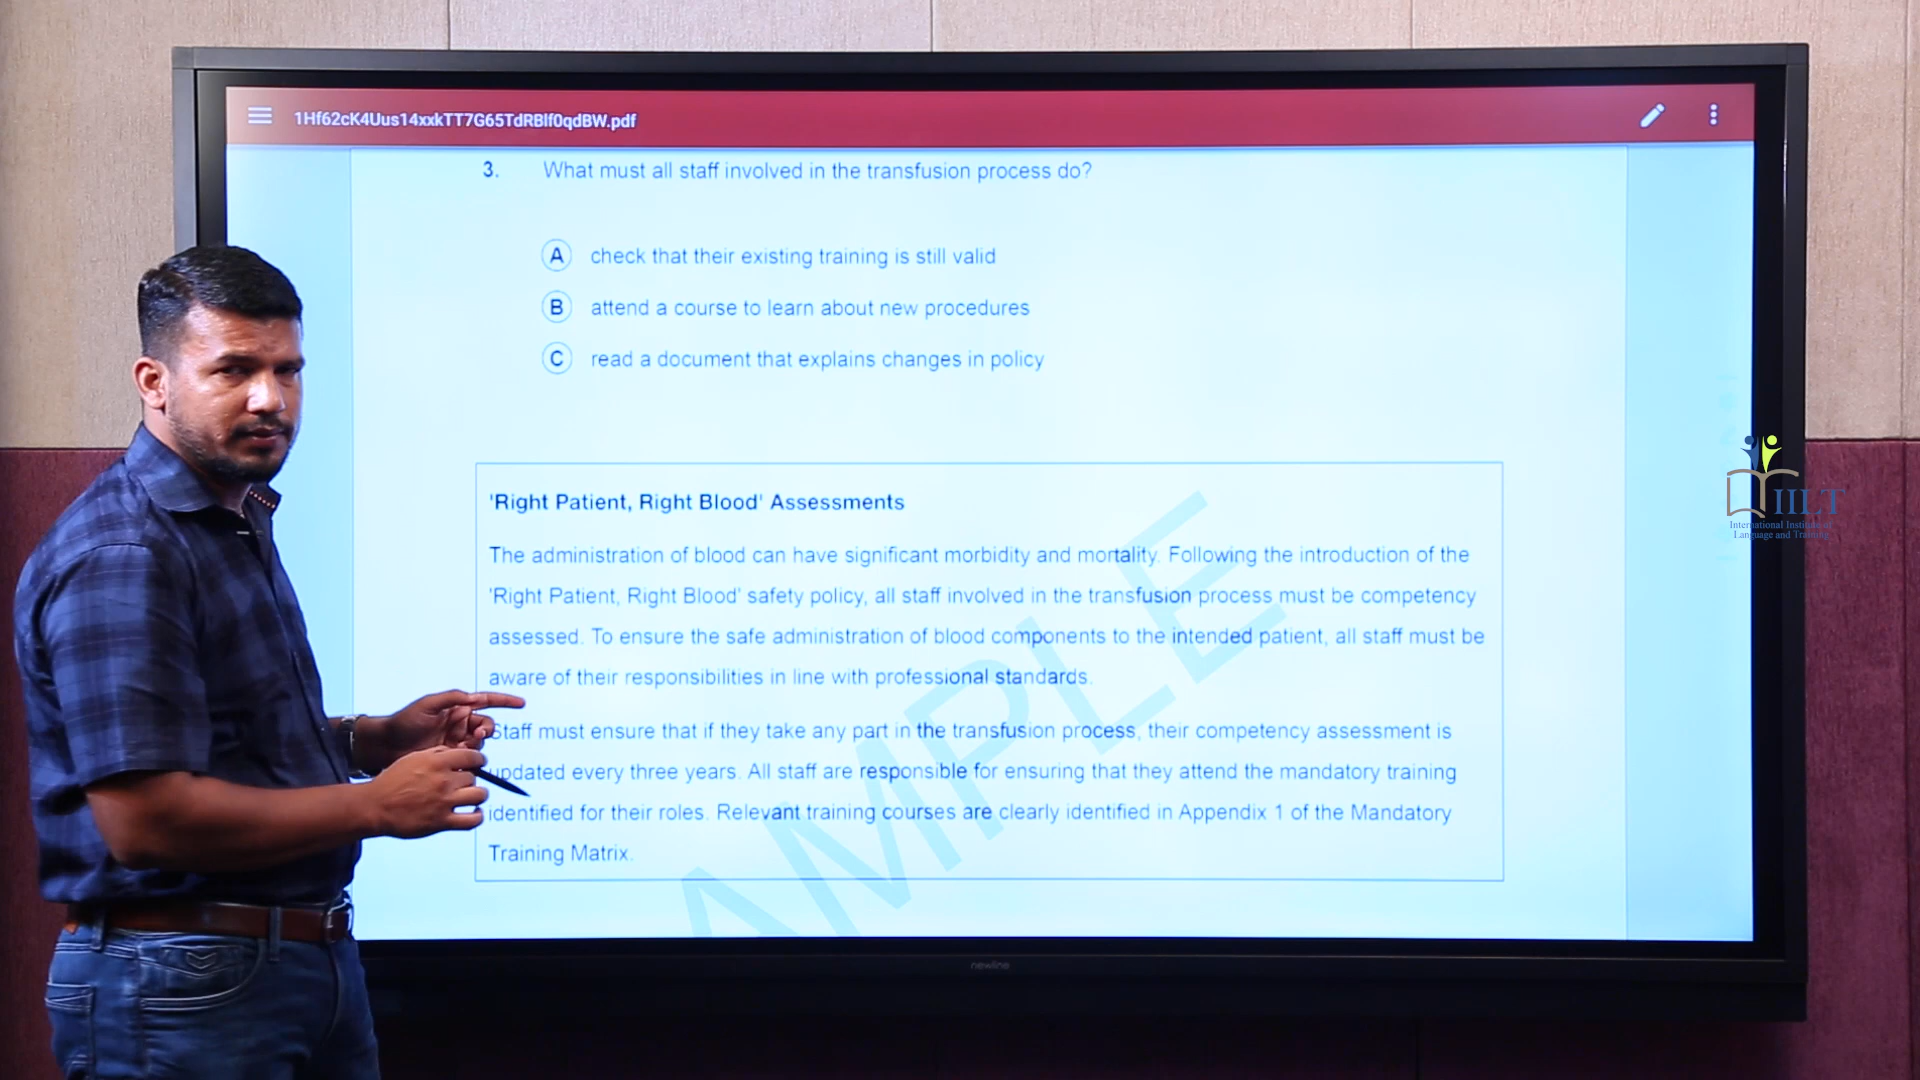 1Hf62cK4Uus14xxkTT7G65TdRBlf0qdBW.pdf
3. What must all staff involved in the transfusion process do?
A check that their existing training is still valid
B attend a course to learn about new procedures
C read a document that explains changes in policy
'Right Patient, Right Blood' Assessments
The administration of blood can have significant morbidity and mortality. Following the introduction of the
'Right Patient, Right Blood' safety policy, all staff involved in the transfusion process must be competency
assessed. To ensure the safe administration of blood components to the intended patient, all staff must be
aware of their responsibilities in line with professional standards.
Staff must ensure that if they take any part in the transfusion process, their competency assessment is
updated every three years. All staff are responsible for ensuring that they attend the mandatory training
identified for their roles. Relevant training courses are clearly identified in Appendix 1 of the Mandatory
Training Matrix.
AMPLE
newline
IILT
International Institute of
Language and Training